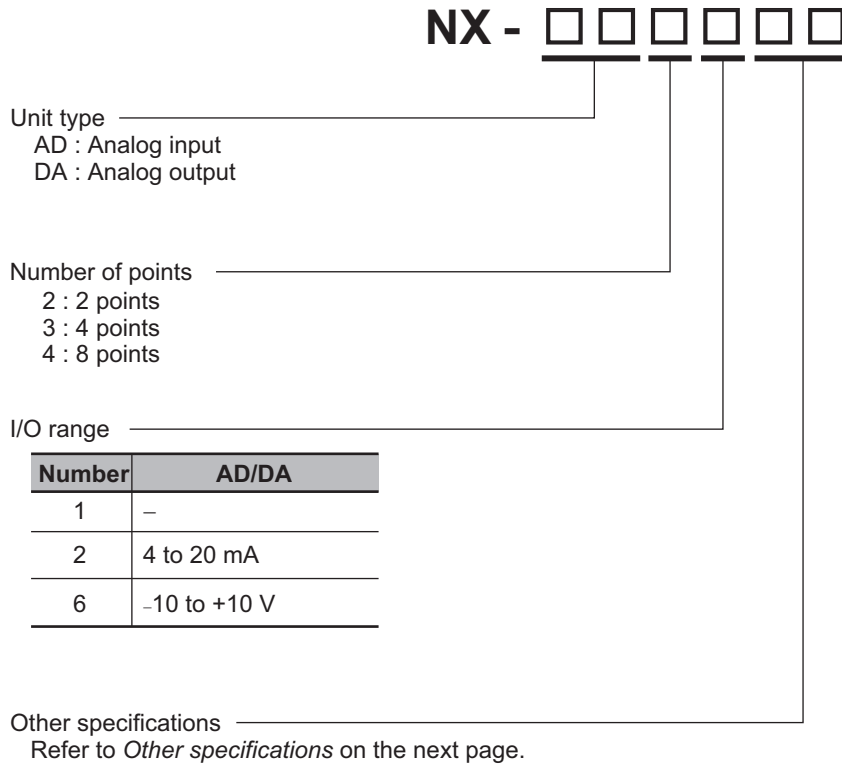 NX - □□□□□□
Unit type
AD : Analog input
DA : Analog output
Number of points
2 : 2 points
3 : 4 points
4 : 8 points
I/O range
Number AD/DA
1 –
2 4 to 20 mA
6 –10 to +10 V
Other specifications
Refer to Other specifications on the next page.